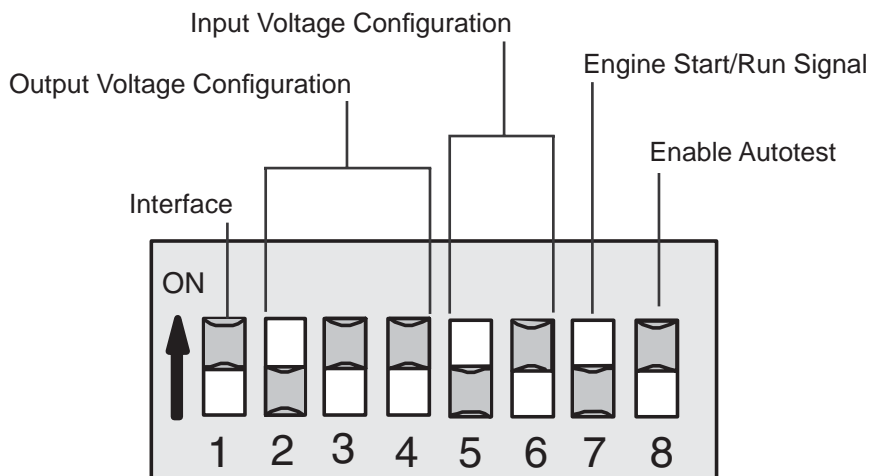 Input Voltage Configuration
Engine Start/Run Signal
Output Voltage Configuration
Enable Autotest
Interface
ON
1 2 3 4 5 6 7 8